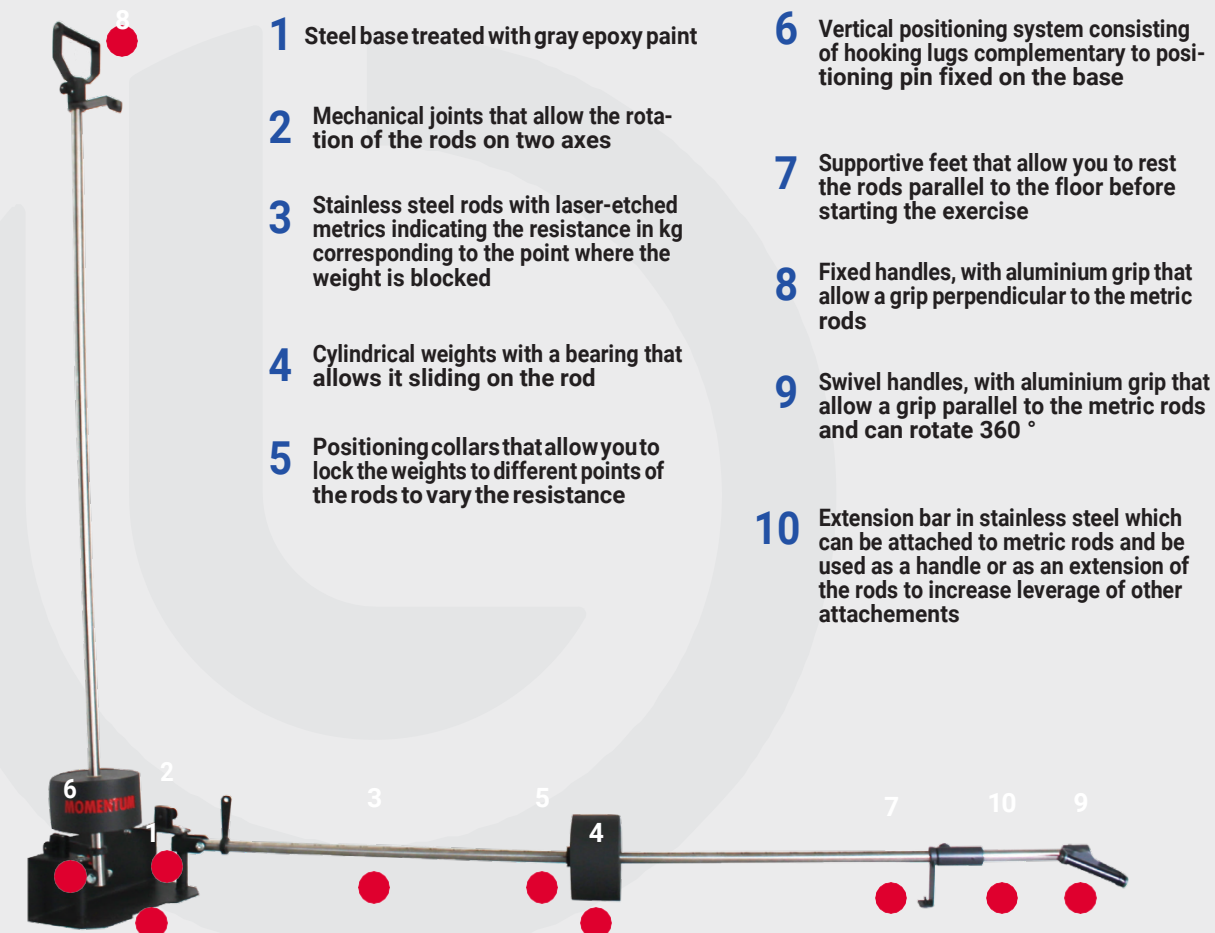 1 Steel base treated with gray epoxy paint
2 Mechanical joints that allow the rota-
tion of the rods on two axes
3 Stainless steel rods with laser-etched
metrics indicating the resistance in kg
corresponding to the point where the
weight is blocked
4 Cylindrical weights with a bearing that
allows it sliding on the rod
5 Positioning collars that allow you to
lock the weights to different points of
the rods to vary the resistance
6 Vertical positioning system consisting
of hooking lugs complementary to posi-
tioning pin fixed on the base
7 Supportive feet that allow you to rest
the rods parallel to the floor before
starting the exercise
8 Fixed handles, with aluminium grip that
allow a grip perpendicular to the metric
rods
9 Swivel handles, with aluminium grip that
allow a grip parallel to the metric rods
and can rotate 360 °
10 Extension bar in stainless steel which
can be attached to metric rods and be
used as a handle or as an extension of
the rods to increase leverage of other
attachements
8
6
MOMENTUM
2
1
3
5
4
7
10
9